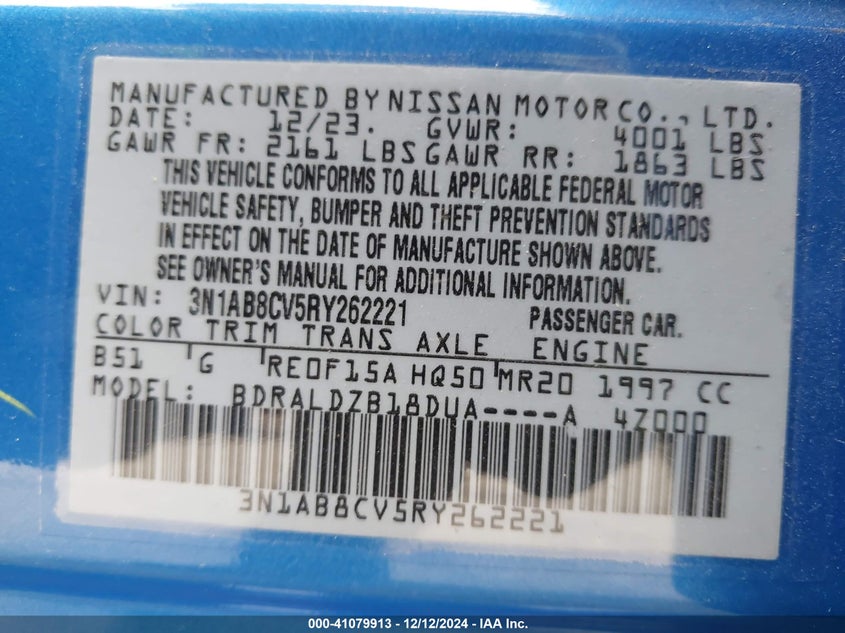 MANUFACTURED BY NISSAN MOTOR CO., LTD.
DATE: 12/23. GVWR: 4001 LBS
GAWR FR: 2161 LBS GAWR RR: 1863 LBS
THIS VEHICLE CONFORMS TO ALL APPLICABLE FEDERAL MOTOR
VEHICLE SAFETY, BUMPER AND THEFT PREVENTION STANDARDS
IN EFFECT ON THE DATE OF MANUFACTURE SHOWN ABOVE.
SEE OWNER'S MANUAL FOR ADDITIONAL INFORMATION.
VIN: 3N1AB8CV5RY262221 PASSENGER CAR.
COLOR TRIM TRANS AXLE ENGINE
B51 G RE0F15A HQ50 MR20 1997 CC
MODEL: BDRALDZB18DUA----A 4Z000
3N1AB8CV5RY262221
000-41079913 - 12/12/2024 - IAA Inc.